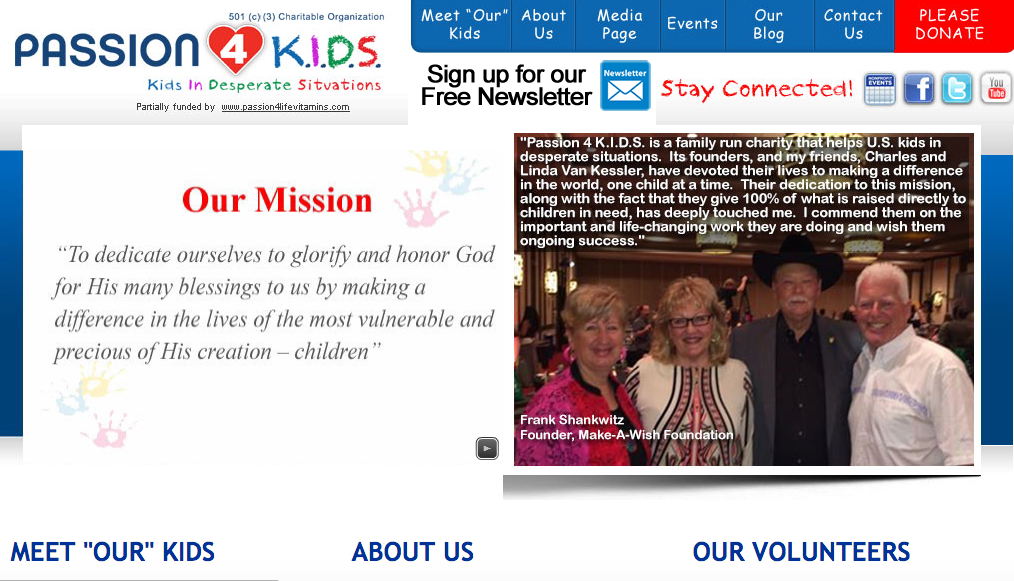 501 (c) (3) Charitable Organization
PASSION 4 K.I.D.S.
Kids In Desperate Situations
Partially funded by www.passion4lifevitamins.com
Meet “Our” Kids
About Us
Media Page
Events
Our Blog
Contact Us
PLEASE DONATE
Sign up for our
Free Newsletter
Newsletter
Stay Connected!
NONPROFIT
EVENTS
f
t
You
Tube
Our Mission
“To dedicate ourselves to glorify and honor God
for His many blessings to us by making a
difference in the lives of the most vulnerable and
precious of His creation – children”
"Passion 4 K.I.D.S. is a family run charity that helps U.S. kids in
desperate situations. Its founders, and my friends, Charles and
Linda Van Kessler, have devoted their lives to making a difference
in the world, one child at a time. Their dedication to this mission,
along with the fact that they give 100% of what is raised directly to
children in need, has deeply touched me. I commend them on the
important and life-changing work they are doing and wish them
ongoing success."
Frank Shankwitz
Founder, Make-A-Wish Foundation
MEET "OUR" KIDS
ABOUT US
OUR VOLUNTEERS